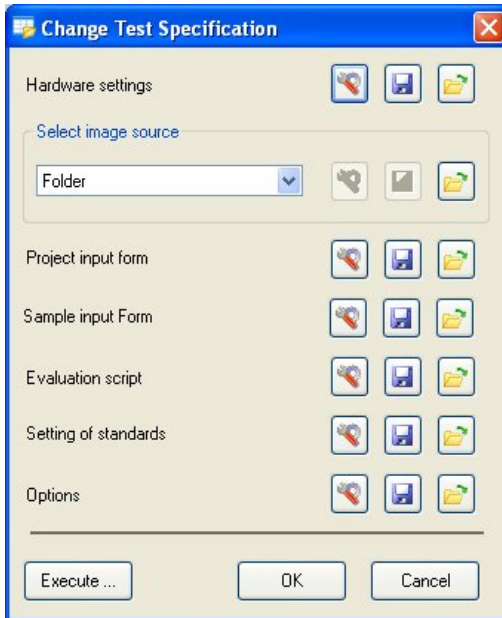 Change Test Specification
Hardware settings
Select image source
Folder
Project input form
Sample input Form
Evaluation script
Setting of standards
Options
Execute ...
OK
Cancel